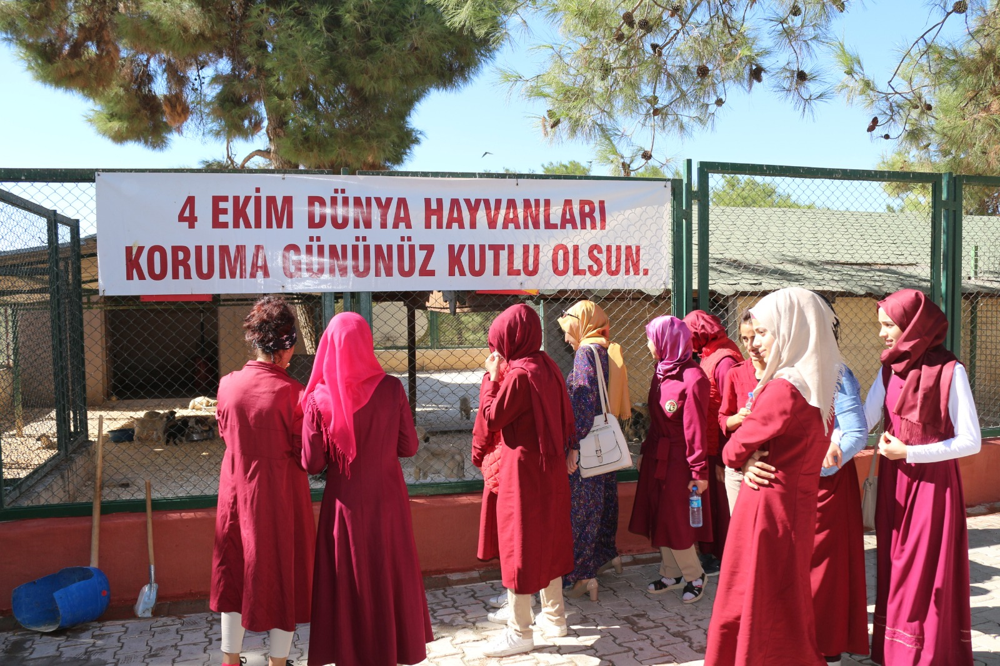 4 EKİM DÜNYA HAYVANLARI
KORUMA GÜNÜNÜZ KUTLU OLSUN.